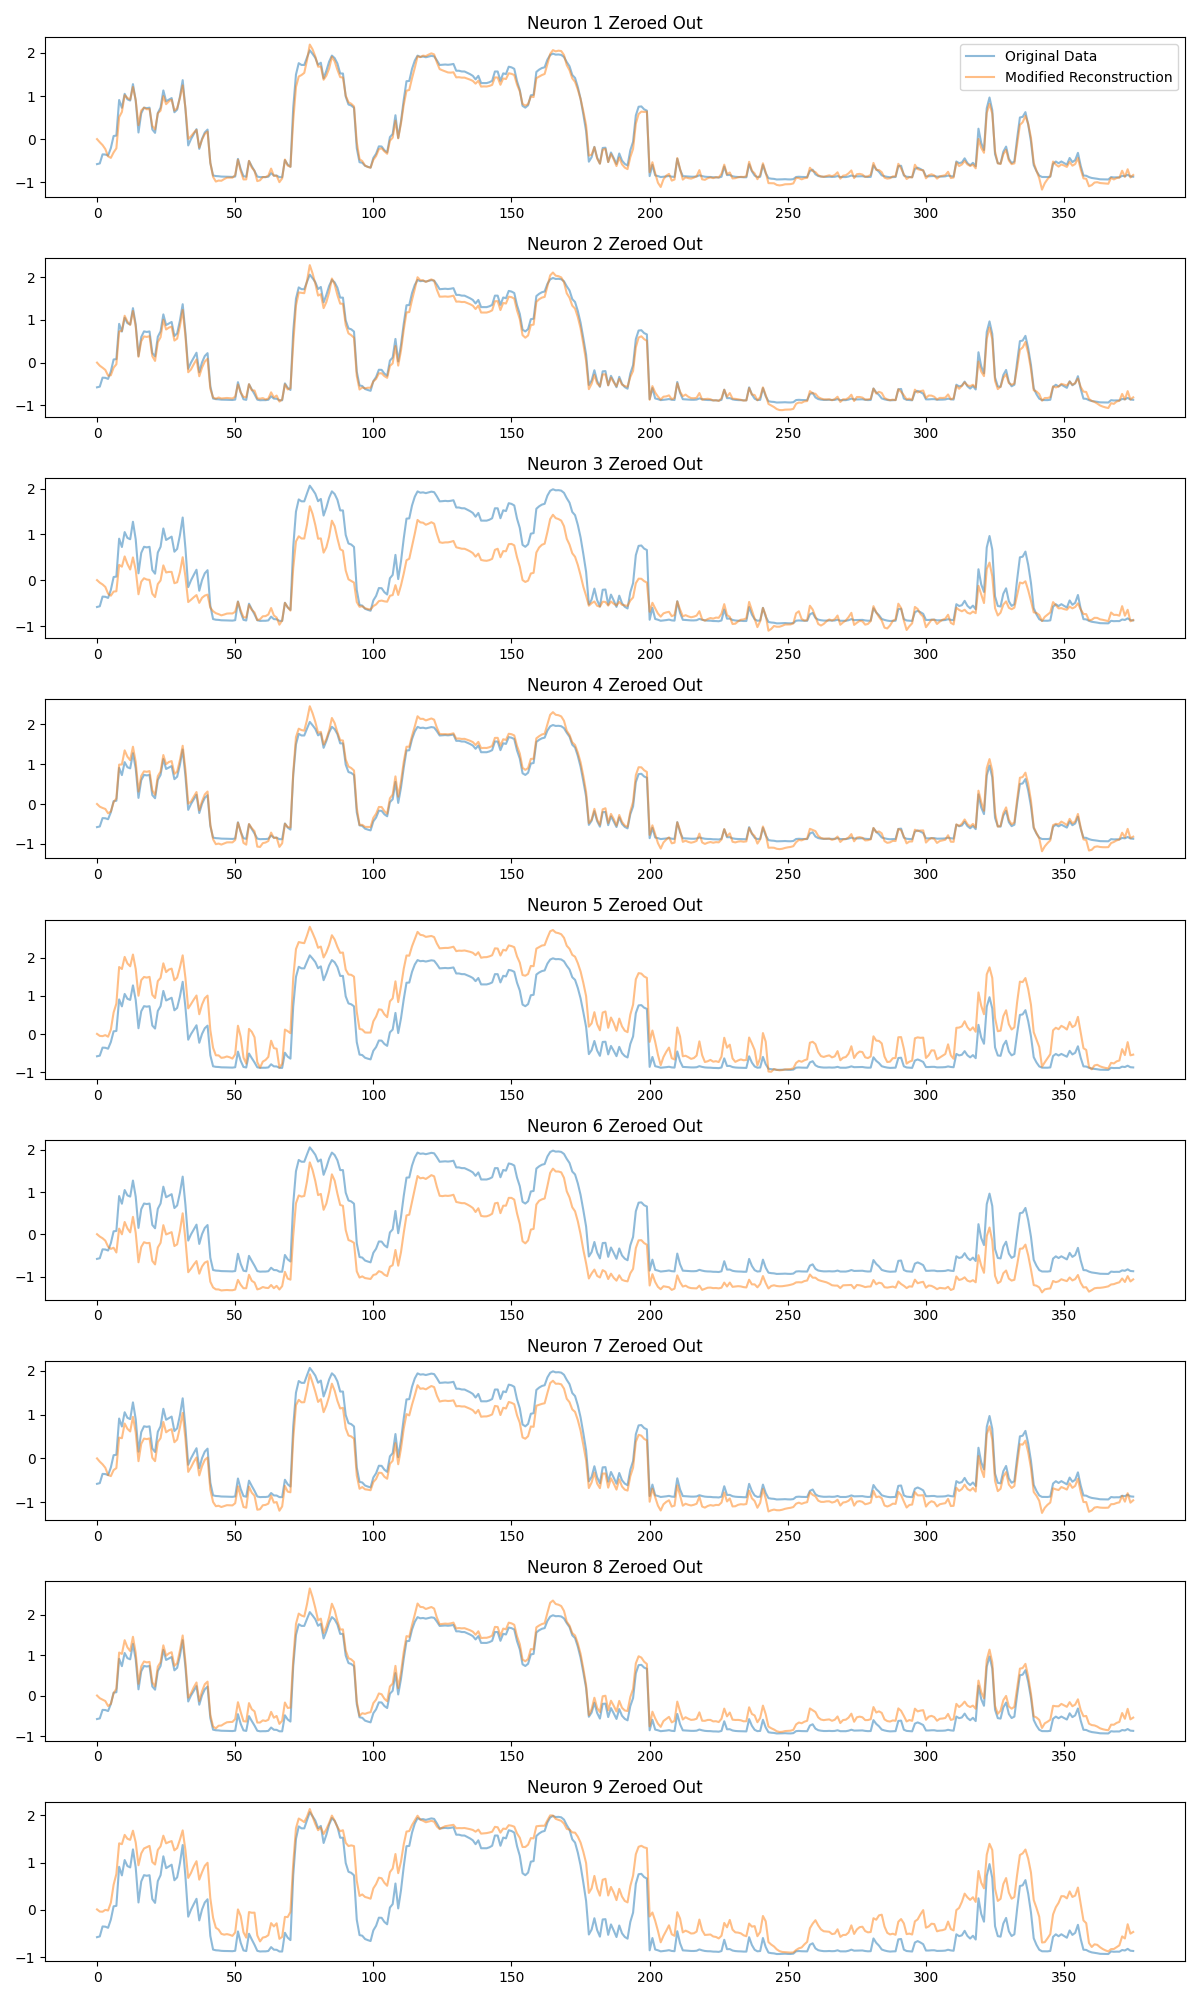 Neuron 1 Zeroed Out
Original Data
Modified Reconstruction
2
1
0
−1
0 50 100 150 200 250 300 350
Neuron 2 Zeroed Out
2
1
0
−1
0 50 100 150 200 250 300 350
Neuron 3 Zeroed Out
2
1
0
−1
0 50 100 150 200 250 300 350
Neuron 4 Zeroed Out
2
1
0
−1
0 50 100 150 200 250 300 350
Neuron 5 Zeroed Out
2
1
0
−1
0 50 100 150 200 250 300 350
Neuron 6 Zeroed Out
2
1
0
−1
0 50 100 150 200 250 300 350
Neuron 7 Zeroed Out
2
1
0
−1
0 50 100 150 200 250 300 350
Neuron 8 Zeroed Out
2
1
0
−1
0 50 100 150 200 250 300 350
Neuron 9 Zeroed Out
2
1
0
−1
0 50 100 150 200 250 300 350